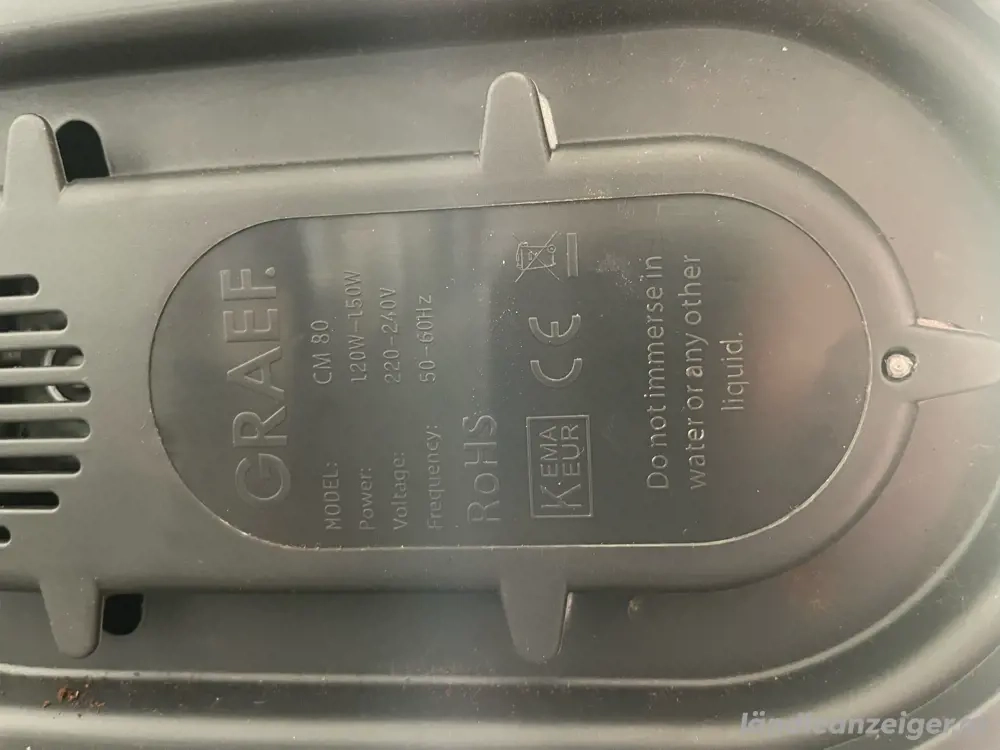 GRAEF.
MODEL: CM 80
Power: 120W-150W
Voltage: 220-240V
Frequency: 50-60Hz
RoHS CE
KEMA
KEUR
Do not immerse in
water or any other
liquid.